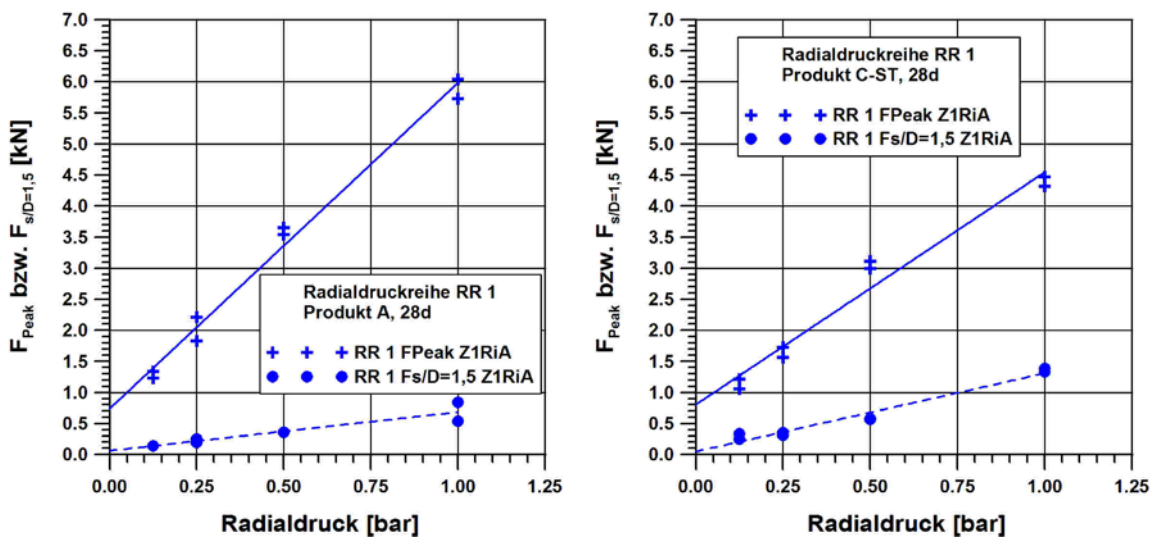 7.0
6.5
6.0
5.5
5.0
4.5
4.0
3.5
3.0
2.5
2.0
1.5
1.0
0.5
0.0
F_Peak bzw. F_s/D=1,5 [kN]
Radialdruckreihe RR 1
Produkt A, 28d
RR 1 FPeak Z1RiA
RR 1 Fs/D=1,5 Z1RiA
0.00 0.25 0.50 0.75 1.00 1.25
Radialdruck [bar]
7.0
6.5
6.0
5.5
5.0
4.5
4.0
3.5
3.0
2.5
2.0
1.5
1.0
0.5
0.0
F_Peak bzw. F_s/D=1,5 [kN]
Radialdruckreihe RR 1
Produkt C-ST, 28d
RR 1 FPeak Z1RiA
RR 1 Fs/D=1,5 Z1RiA
0.00 0.25 0.50 0.75 1.00 1.25
Radialdruck [bar]